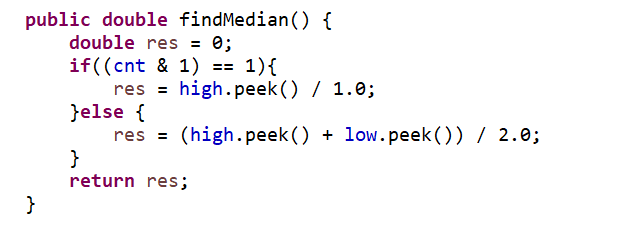 public double findMedian() {
    double res = 0;
    if((cnt & 1) == 1){
        res = high.peek() / 1.0;
    }else {
        res = (high.peek() + low.peek()) / 2.0;
    }
    return res;
}